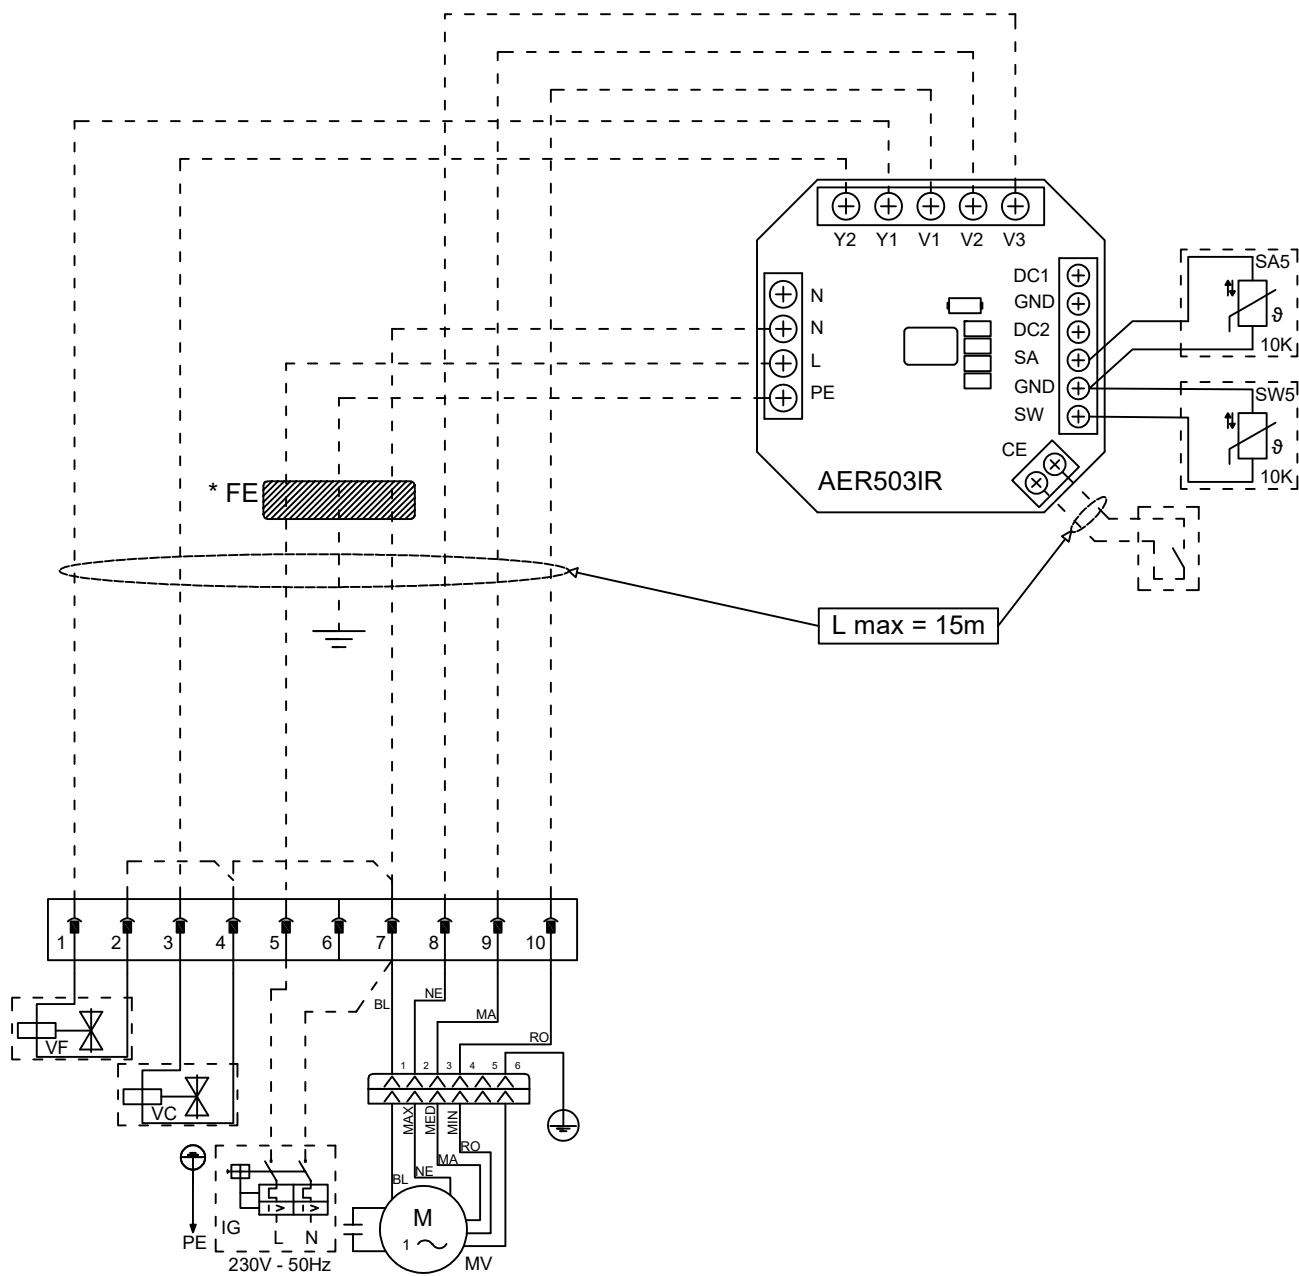 Y2 Y1 V1 V2 V3
N
N
L
PE
DC1
GND
DC2
SA
GND
SW
CE
AER503IR
SA5
ϑ
10K
SW5
ϑ
10K
* FE
L max = 15m
1 2 3 4 5 6 7 8 9 10
BL NE MA RO
VF
VC
1 2 3 4 5 6
MAX MED MIN
BL NE MA RO
PE
IG
L N
230V - 50Hz
M
1
MV